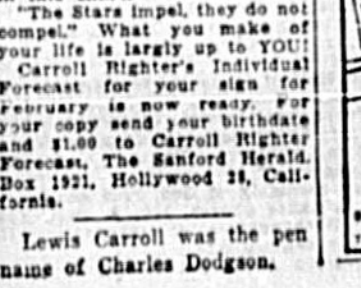 "The Stars impel, they do not
compel." What you make of
your life is largly up to YOU!
Carroll Righter's Individual
Forecast for your sign for
February is now ready. For
your copy send your birthdate
and $1.00 to Carroll Righter
Forecast, The Sanford Herald,
Box 1921, Hollywood 28, Cali-
fornia.
Lewis Carroll was the pen
name of Charles Dodgson.